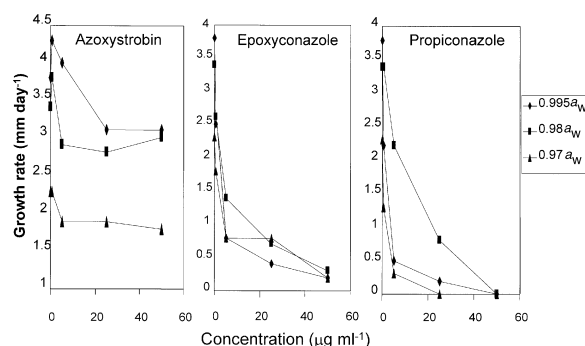 Azoxystrobin
Epoxyconazole
Propiconazole
Growth rate (mm day-1)
4.5
4
3.5
3
2.5
2
1.5
1
4
3.5
3
2.5
2
1.5
1
0.5
0
4
3.5
3
2.5
2
1.5
1
0.5
0
0 20 40 60
0 20 40 60
0 20 40 60
Concentration (μg ml-1)
0.995aw
0.98aw
0.97aw